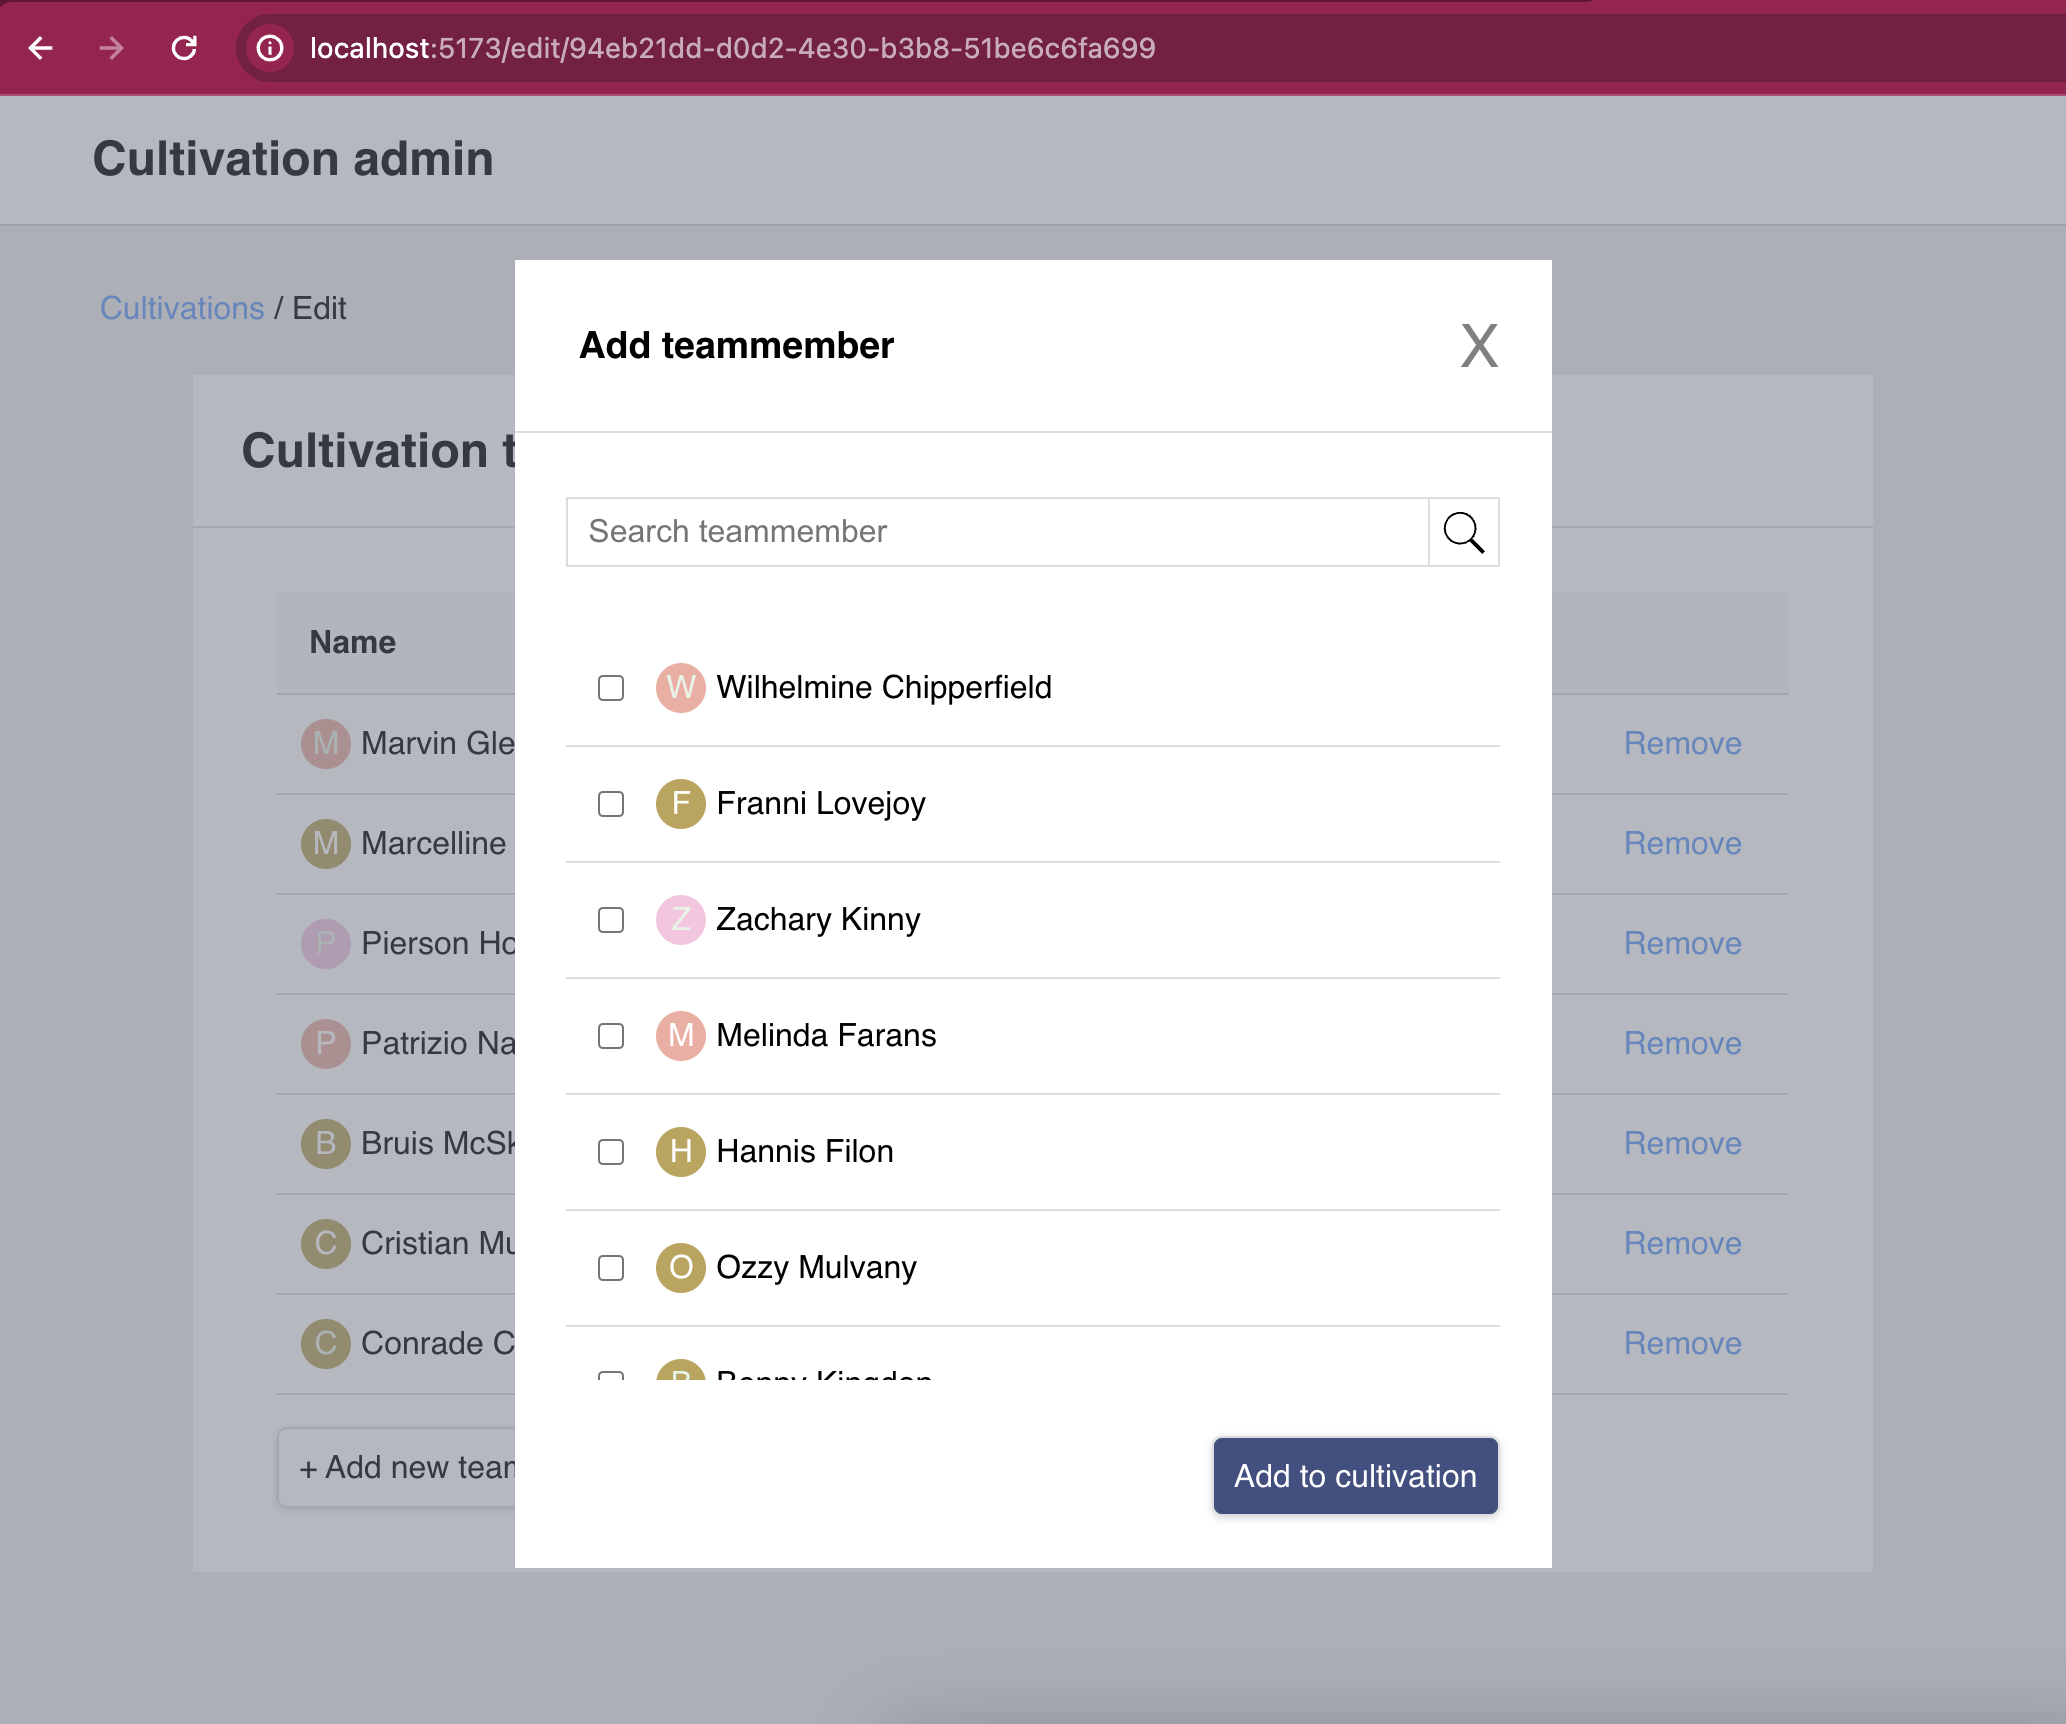 localhost:5173/edit/94eb21dd-d0d2-4e30-b3b8-51be6c6fa699
Cultivation admin
Cultivations / Edit
Add teammember
X
Cultivation t
Search teammember
Name
W Wilhelmine Chipperfield
M Marvin Gle
Remove
F Franni Lovejoy
M Marcelline
Remove
Z Zachary Kinny
P Pierson Ho
Remove
M Melinda Farans
P Patrizio Na
Remove
H Hannis Filon
B Bruis McSk
Remove
O Ozzy Mulvany
C Cristian Mu
Remove
C Conrade C
Remove
+ Add new tear
Add to cultivation